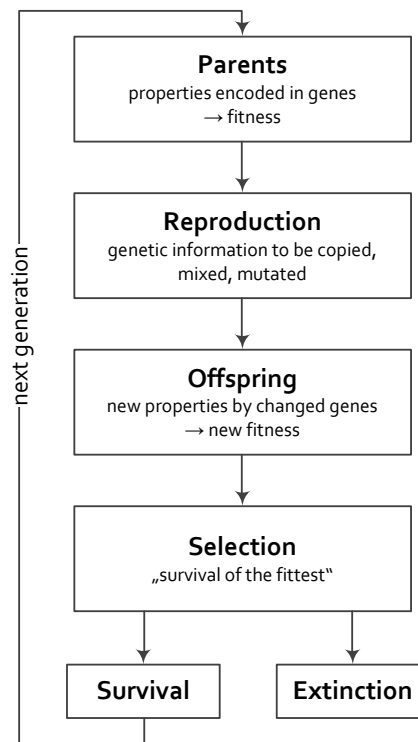 Parents
properties encoded in genes
→ fitness
Reproduction
genetic information to be copied,
mixed, mutated
next generation
Offspring
new properties by changed genes
→ new fitness
Selection
„survival of the fittest“
Survival
Extinction